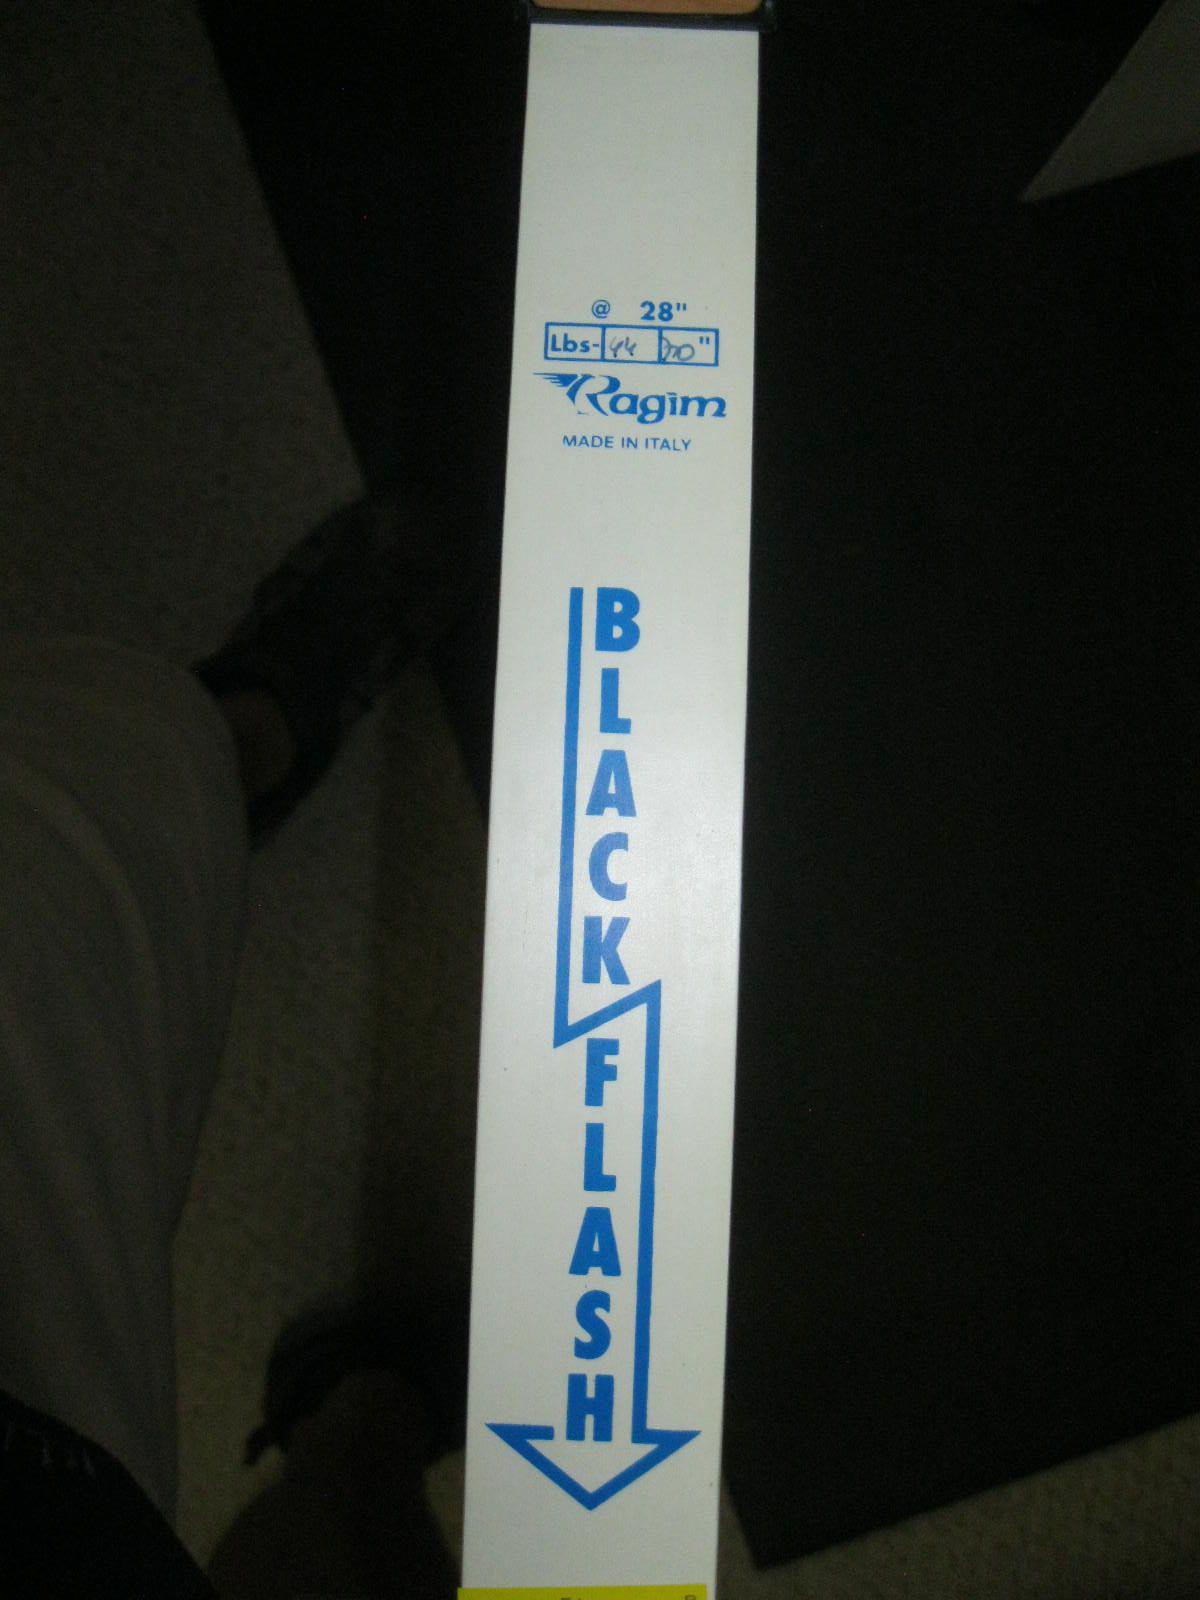 @ 28"
Lbs- 44 70"
Ragim
MADE IN ITALY
BLACK
FLASH